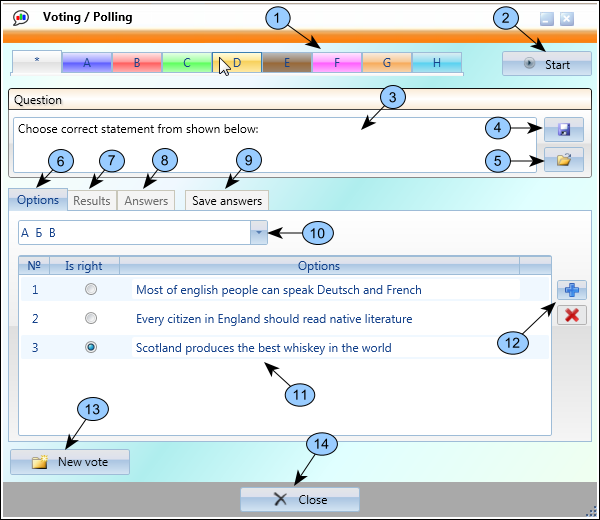 Voting / Polling
1
2
* A B C D E F G H
Start
Question
3
Choose correct statement from shown below:
4
5
6 7 8 9
Options Results Answers Save answers
А Б В
10
№ Is right Options
1 Most of english people can speak Deutsch and French
2 Every citizen in England should read native literature
12
3 Scotland produces the best whiskey in the world
11
13
14
New vote
Close